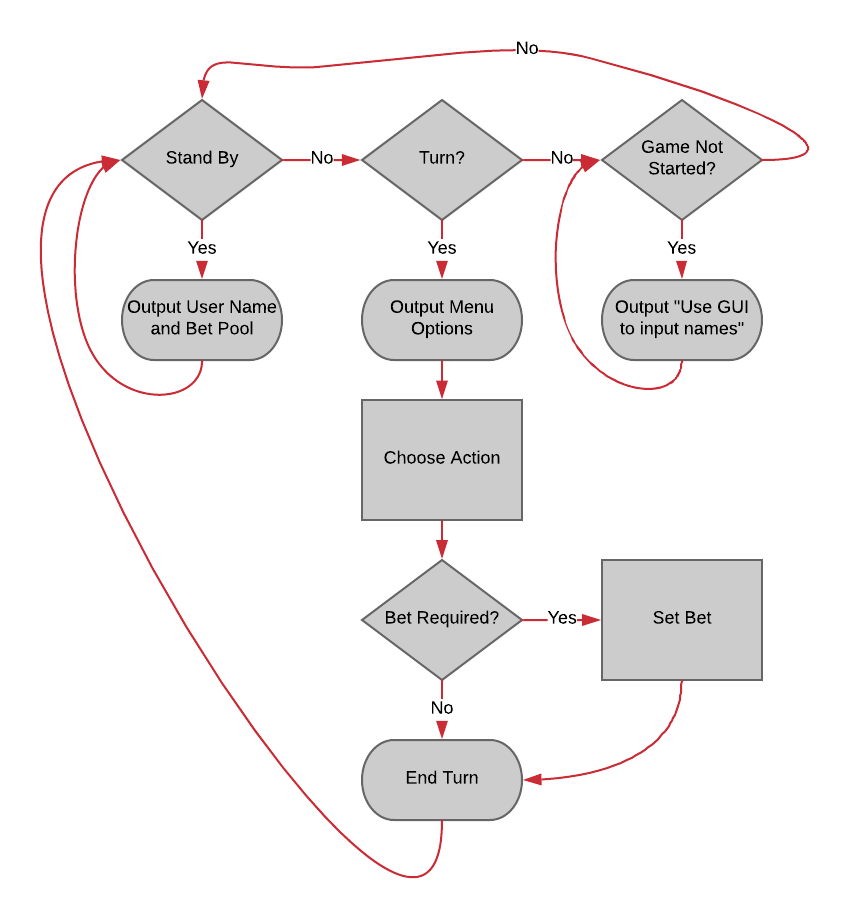 No
Stand By
No
Turn?
No
Game Not
Started?
Yes
Yes
Yes
Output User Name
and Bet Pool
Output Menu
Options
Output "Use GUI
to input names"
Choose Action
Bet Required?
Yes
Set Bet
No
End Turn